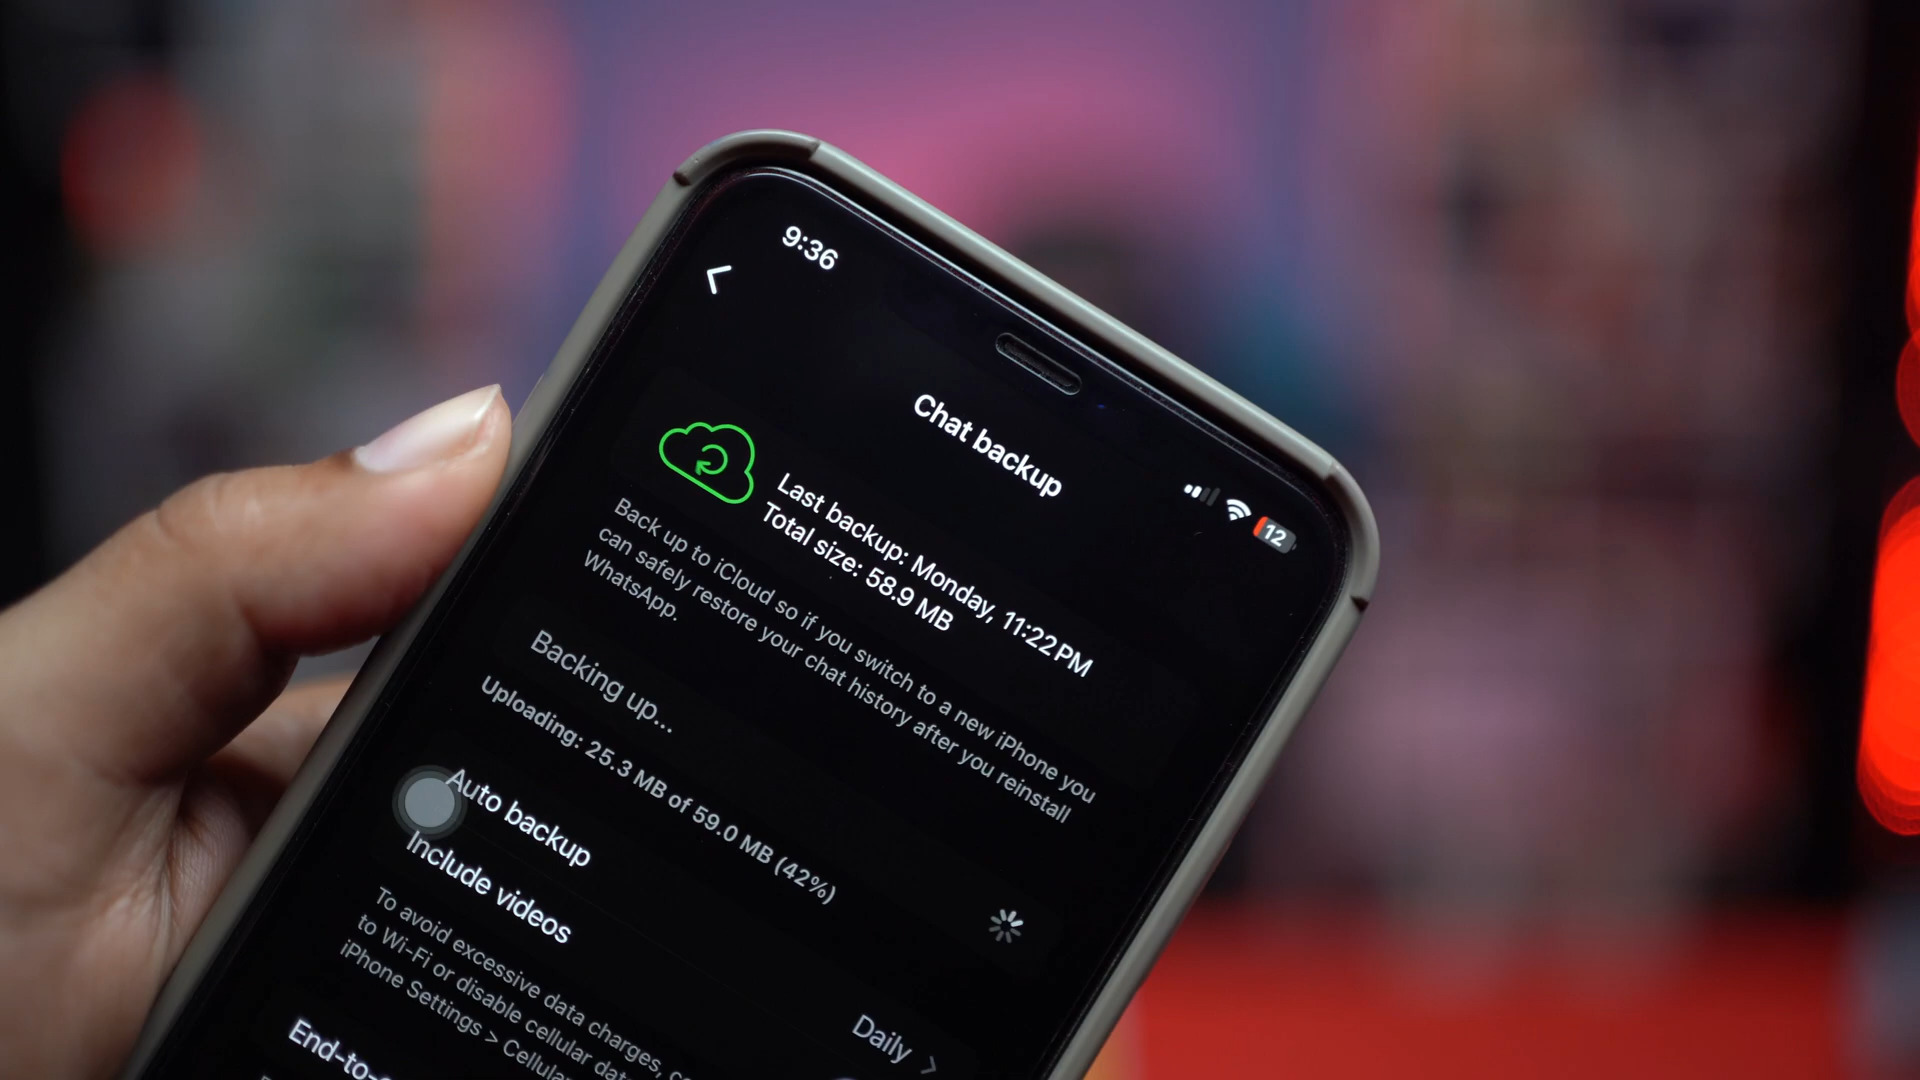 9:36
12
Chat backup
Last backup: Monday, 11:22 PM
Total size: 58.9 MB
Back up to iCloud so if you switch to a new iPhone you
can safely restore your chat history after you reinstall
WhatsApp.
Backing up...
Uploading: 25.3 MB of 59.0 MB (42%)
Auto backup
Daily
Include videos
To avoid excessive data charges,
to Wi-Fi or disable cellular
iPhone Settings > Cellular